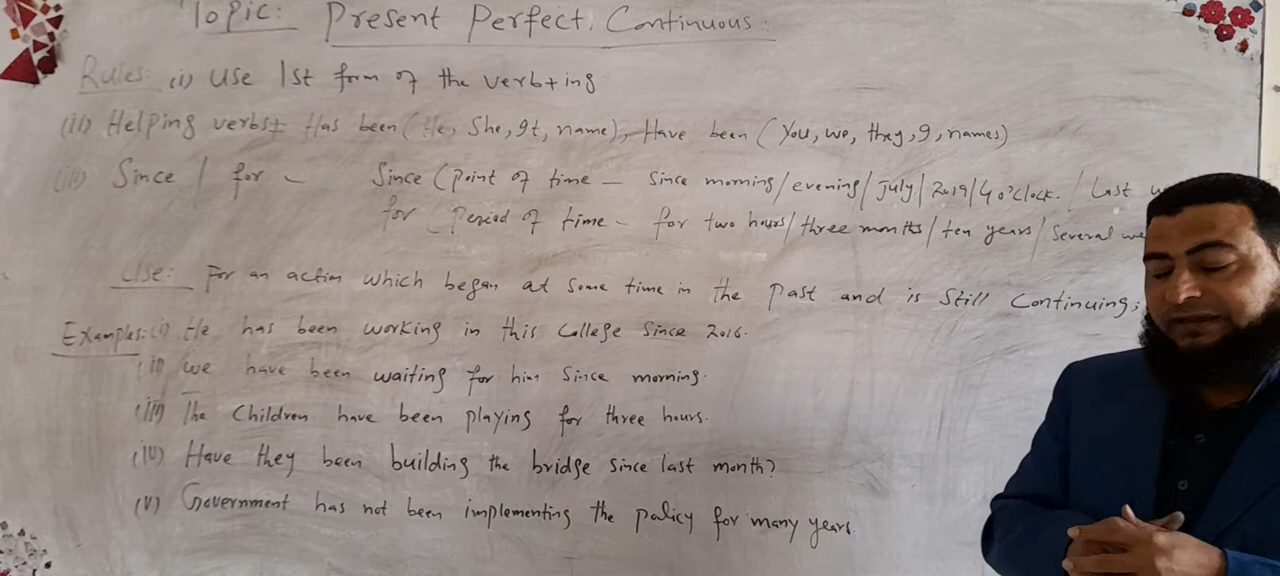 Topic: Present Perfect Continuous.
Rules: (i) Use 1st form of the verb+ing
(ii) Helping verbs+ Has been (He, She, It, name), Have been (You, we, they, I, names)
(iii) Since / for – Since (Point of time – Since morning/evening/July/2019/4 o'clock./Last
for (Period of time – for two hours/three months/ten years/Several
Use: For an action which began at some time in the Past and is Still Continuing;
Examples: (i) He has been working in this College Since 2016.
(ii) we have been waiting for him Since morning.
(iii) The Children have been playing for three hours.
(iv) Have they been building the bridge since last month?
(v) Government has not been implementing the policy for many years.